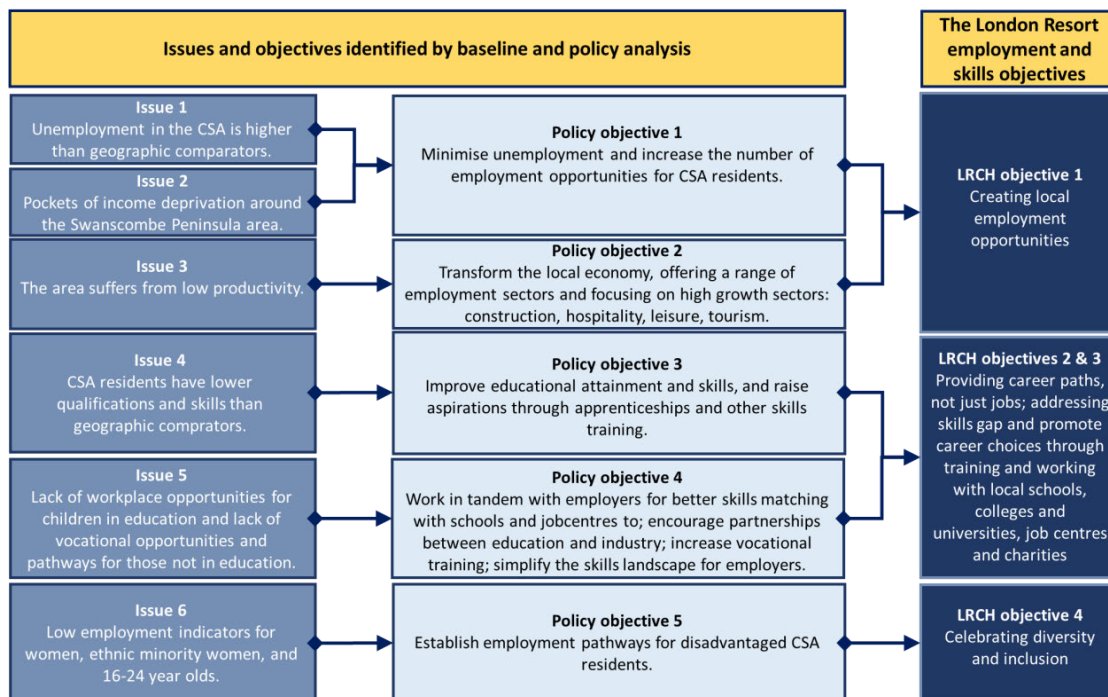 Issues and objectives identified by baseline and policy analysis
The London Resort
employment and
skills objectives
Issue 1
Unemployment in the CSA is higher
than geographic comparators.
Issue 2
Pockets of income deprivation around
the Swanscombe Peninsula area.
Issue 3
The area suffers from low productivity.
Issue 4
CSA residents have lower
qualifications and skills than
geographic comprators.
Issue 5
Lack of workplace opportunities for
children in education and lack of
vocational opportunities and
pathways for those not in education.
Issue 6
Low employment indicators for
women, ethnic minority women, and
16-24 year olds.
Policy objective 1
Minimise unemployment and increase the number of
employment opportunities for CSA residents.
Policy objective 2
Transform the local economy, offering a range of
employment sectors and focusing on high growth sectors:
construction, hospitality, leisure, tourism.
Policy objective 3
Improve educational attainment and skills, and raise
aspirations through apprenticeships and other skills
training.
Policy objective 4
Work in tandem with employers for better skills matching
with schools and jobcentres to; encourage partnerships
between education and industry; increase vocational
training; simplify the skills landscape for employers.
Policy objective 5
Establish employment pathways for disadvantaged CSA
residents.
LRCH objective 1
Creating local
employment
opportunities
LRCH objectives 2 & 3
Providing career paths,
not just jobs; addressing
skills gap and promote
career choices through
training and working
with local schools,
colleges and
universities, job centres
and charities
LRCH objective 4
Celebrating diversity
and inclusion